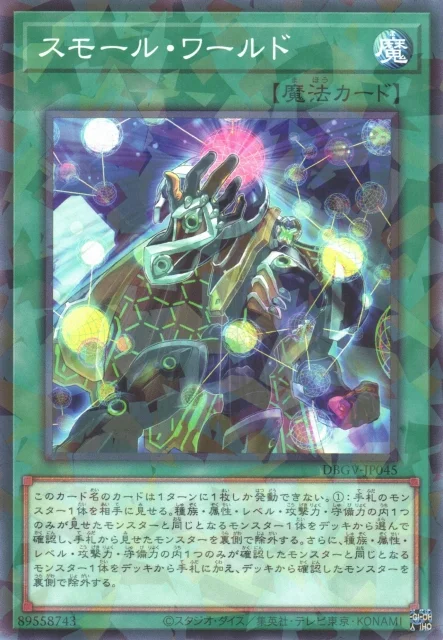 スモール・ワールド
魔
【魔法カード】
DBGV-JP045
このカード名のカードは1ターンに1枚しか発動できない。①:手札のモン
スター1体を相手に見せる。種族・属性・レベル・攻撃力・守備力の内1つ
のみが見せたモンスターと同じとなるモンスター1体をデッキから選んで
確認し、手札から見せたモンスターを裏側で除外する。さらに、種族・属性・
レベル・攻撃力・守備力の内1つのみが確認したモンスターと同じとなる
モンスター1体をデッキから手札に加え、デッキから確認したモンスターを
裏側で除外する。
89558743
©スタジオ・ダイス/集英社・テレビ東京・KONAMI